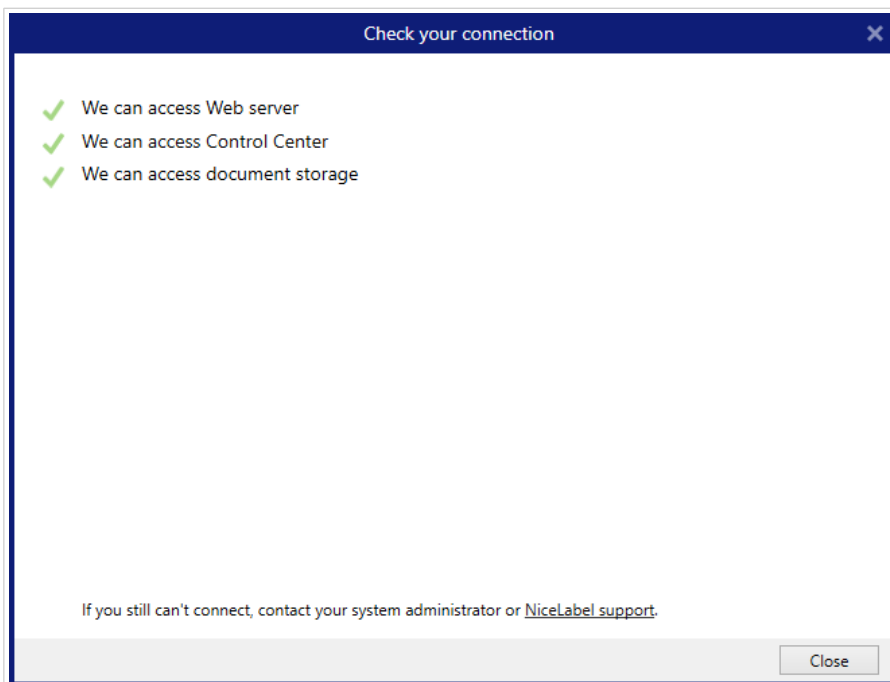 Check your connection
We can access Web server
We can access Control Center
We can access document storage
If you still can't connect, contact your system administrator or NiceLabel support.
Close